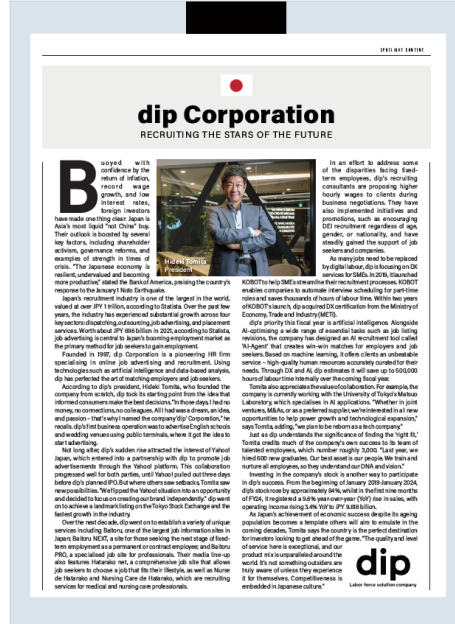 SPOTLIGHT CONTENT
dip Corporation
RECRUITING THE STARS OF THE FUTURE
Buoyed with
confidence by the
return of inflation,
record wage
growth, and low
interest rates,
foreign investors
have made one thing clear: Japan is
Asia's most liquid "not China" buy.
Their outlook is boosted by several
key factors, including shareholder
activism, governance reforms, and
examples of strength in times of
crisis. "The Japanese economy is
resilient, undervalued and becoming
more productive," stated the Bank of America, praising the country's
response to the January 1 Noto Earthquake.
Japan's recruitment industry is one of the largest in the world,
valued at over JPY 1 trillion, according to Statista. Over the past few
years, the industry has experienced substantial growth across four
key sectors: dispatching, outsourcing, job advertising, and placement
services. Worth about JPY 696 billion in 2021, according to Statista,
job advertising is central to Japan's booming employment market as
the primary method for job seekers to gain employment.
Founded in 1997, dip Corporation is a pioneering HR firm
specialising in online job advertising and recruitment. Using
technologies such as artificial intelligence and data-based analysis,
dip has perfected the art of matching employers and job seekers.
According to dip's president, Hideki Tomita, who founded the
company from scratch, dip took its starting point from the idea that
informed consumers make the best decisions. "In those days, I had no
money, no connections, no colleagues. All I had was a dream, an idea,
and passion – that's why I named the company 'dip' Corporation," he
recalls. dip's first business operation was to advertise English schools
and wedding venues using public terminals, where it got the idea to
start advertising.
Not long after, dip's sudden rise attracted the interest of Yahoo!
Japan, which entered into a partnership with dip to promote job
advertisements through the Yahoo! platform. This collaboration
progressed well for both parties, until Yahoo! pulled out three days
before dip's planned IPO. But where others saw setbacks, Tomita saw
new possibilities. "We flipped the Yahoo! situation into an opportunity
and decided to focus on creating our brand independently." dip went
on to achieve a landmark listing on the Tokyo Stock Exchange and the
fastest growth in the industry.
Over the next decade, dip went on to establish a variety of unique
services including Baitoru, one of the largest job information sites in
Japan; Baitoru NEXT, a site for those seeking the next stage of fixed-
term employment as a permanent or contract employee; and Baitoru
PRO, a specialised job site for professionals. Their media line-up
also features Hatarako net, a comprehensive job site that allows
job seekers to choose a job that fits their lifestyle, as well as Nurse
de Hatarako and Nursing Care de Hatarako, which are recruiting
services for medical and nursing care professionals.
Hideki Tomita
President
In an effort to address some
of the disparities facing fixed-
term employees, dip's recruiting
consultants are proposing higher
hourly wages to clients during
business negotiations. They have
also implemented initiatives and
promotions, such as encouraging
DEI recruitment regardless of age,
gender, or nationality, and have
steadily gained the support of job
seekers and companies.
As many jobs need to be replaced
by digital labour, dip is focusing on DX
services for SMEs. In 2019, it launched
KOBOT to help SMEs streamline their recruitment processes. KOBOT
enables companies to automate interview scheduling for part-time
roles and saves thousands of hours of labour time. Within two years
of KOBOT's launch, dip acquired DX certification from the Ministry of
Economy, Trade and Industry (METI).
dip's priority this fiscal year is artificial intelligence. Alongside
AI-optimising a wide range of essential tasks such as job listing
revisions, the company has designed an AI recruitment tool called
'AI-Agent' that creates win-win matches for employers and job
seekers. Based on machine learning, it offers clients an unbeatable
service – high-quality human resources accurately curated for their
needs. Through DX and AI, dip estimates it will save up to 500,000
hours of labour time internally over the coming fiscal year.
Tomita also appreciates the value of collaboration. For example, the
company is currently working with the University of Tokyo's Matsuo
Laboratory, which specialises in AI applications. "Whether in joint
ventures, M&As, or as a preferred supplier, we're interested in all new
opportunities to help power growth and technological expansion,"
says Tomita, adding, "we plan to be reborn as a tech company."
Just as dip understands the significance of finding the 'right fit,'
Tomita credits much of the company's own success to its team of
talented employees, which number roughly 3,000. "Last year, we
hired 600 new graduates. Our best asset is our people. We train and
nurture all employees, so they understand our DNA and vision."
Investing in the company's stock is another way to participate
in dip's success. From the beginning of January 2019-January 2024,
dip's stock rose by approximately 84%, whilst in the first nine months
of FY24, it registered a 9.6% year-over-year (YoY) rise in sales, with
operating income rising 3.4% YoY to JPY 9.818 billion.
As Japan's achievement of economic success despite its ageing
population becomes a template others will aim to emulate in the
coming decades, Tomita says the country is the perfect destination
for investors looking to get ahead of the game. "The quality and level
of service here is exceptional, and our
product mix is unparalleled around the
world. It's not something outsiders are
truly aware of unless they experience
it for themselves. Competitiveness is
embedded in Japanese culture."
dip
Labor force solution company